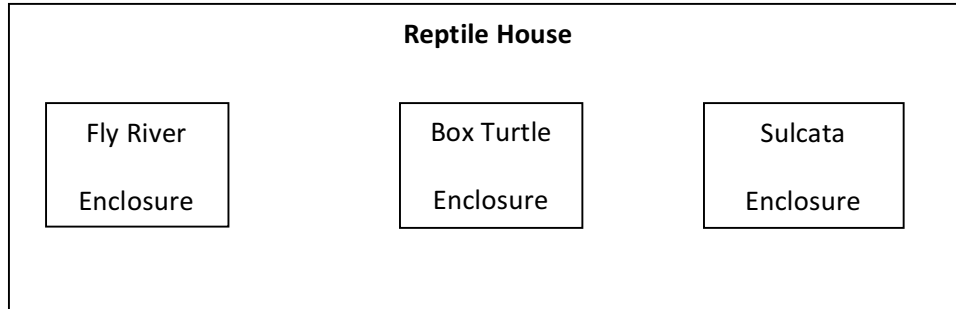 Reptile House
Fly River
Enclosure
Box Turtle
Enclosure
Sulcata
Enclosure